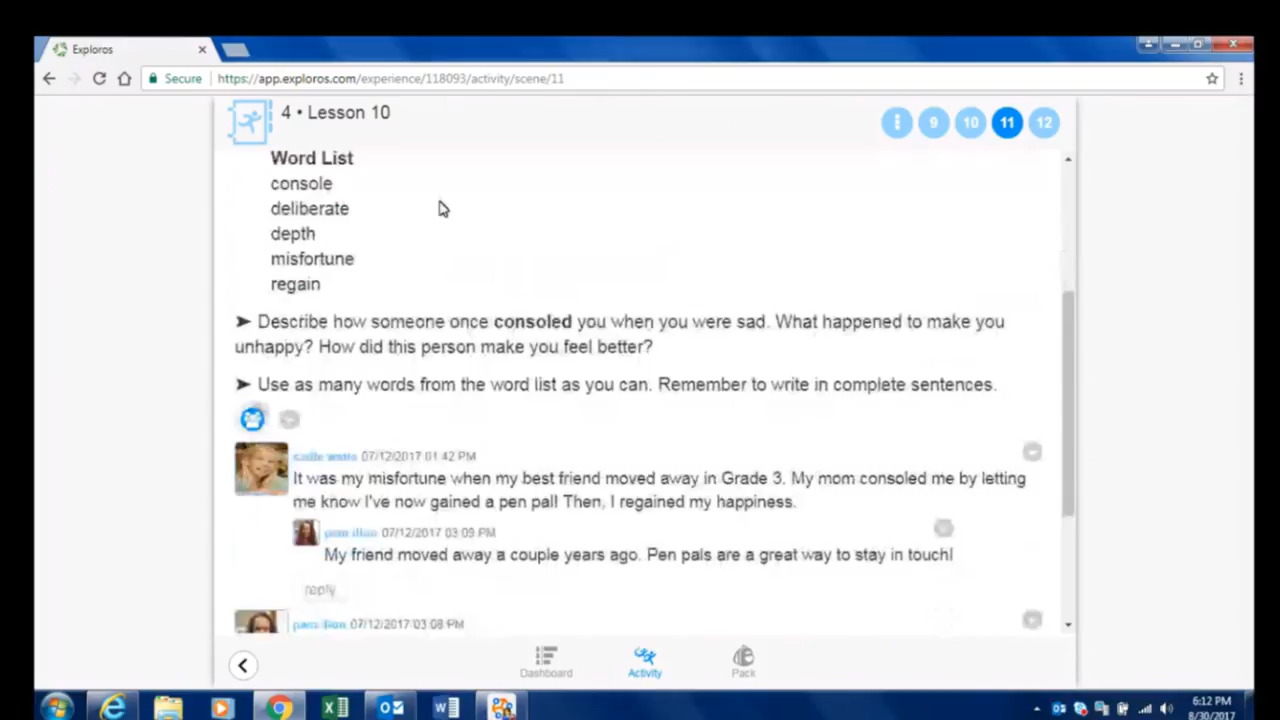 Exploros
Secure https://app.exploros.com/experience/118093/activity/scene/11
4 • Lesson 10
9 10 11 12
Word List
console
deliberate
depth
misfortune
regain
➤ Describe how someone once consoled you when you were sad. What happened to make you
unhappy? How did this person make you feel better?
➤ Use as many words from the word list as you can. Remember to write in complete sentences.
07/12/2017 01:42 PM
It was my misfortune when my best friend moved away in Grade 3. My mom consoled me by letting
me know I've now gained a pen pal! Then, I regained my happiness.
07/12/2017 03:09 PM
My friend moved away a couple years ago. Pen pals are a great way to stay in touch!
reply
07/12/2017 03:08 PM
Dashboard Activity Pack
6:12 PM
8/30/2017